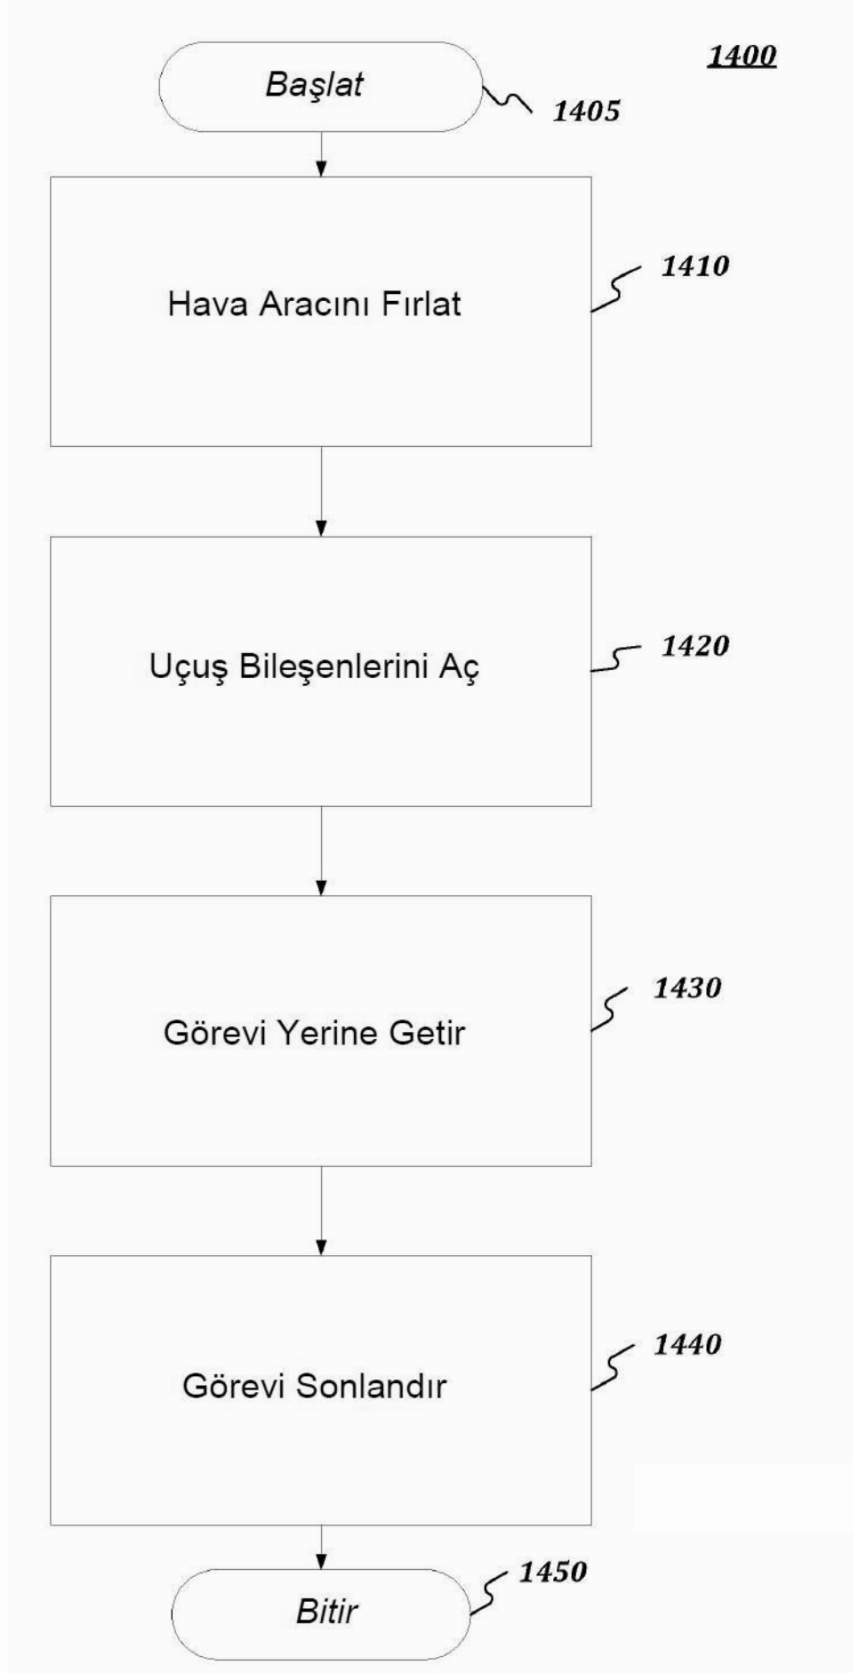 1400
Başlat
1405
Hava Aracını Fırlat
1410
Uçuş Bileşenlerini Aç
1420
Görevi Yerine Getir
1430
Görevi Sonlandır
1440
Bitir
1450